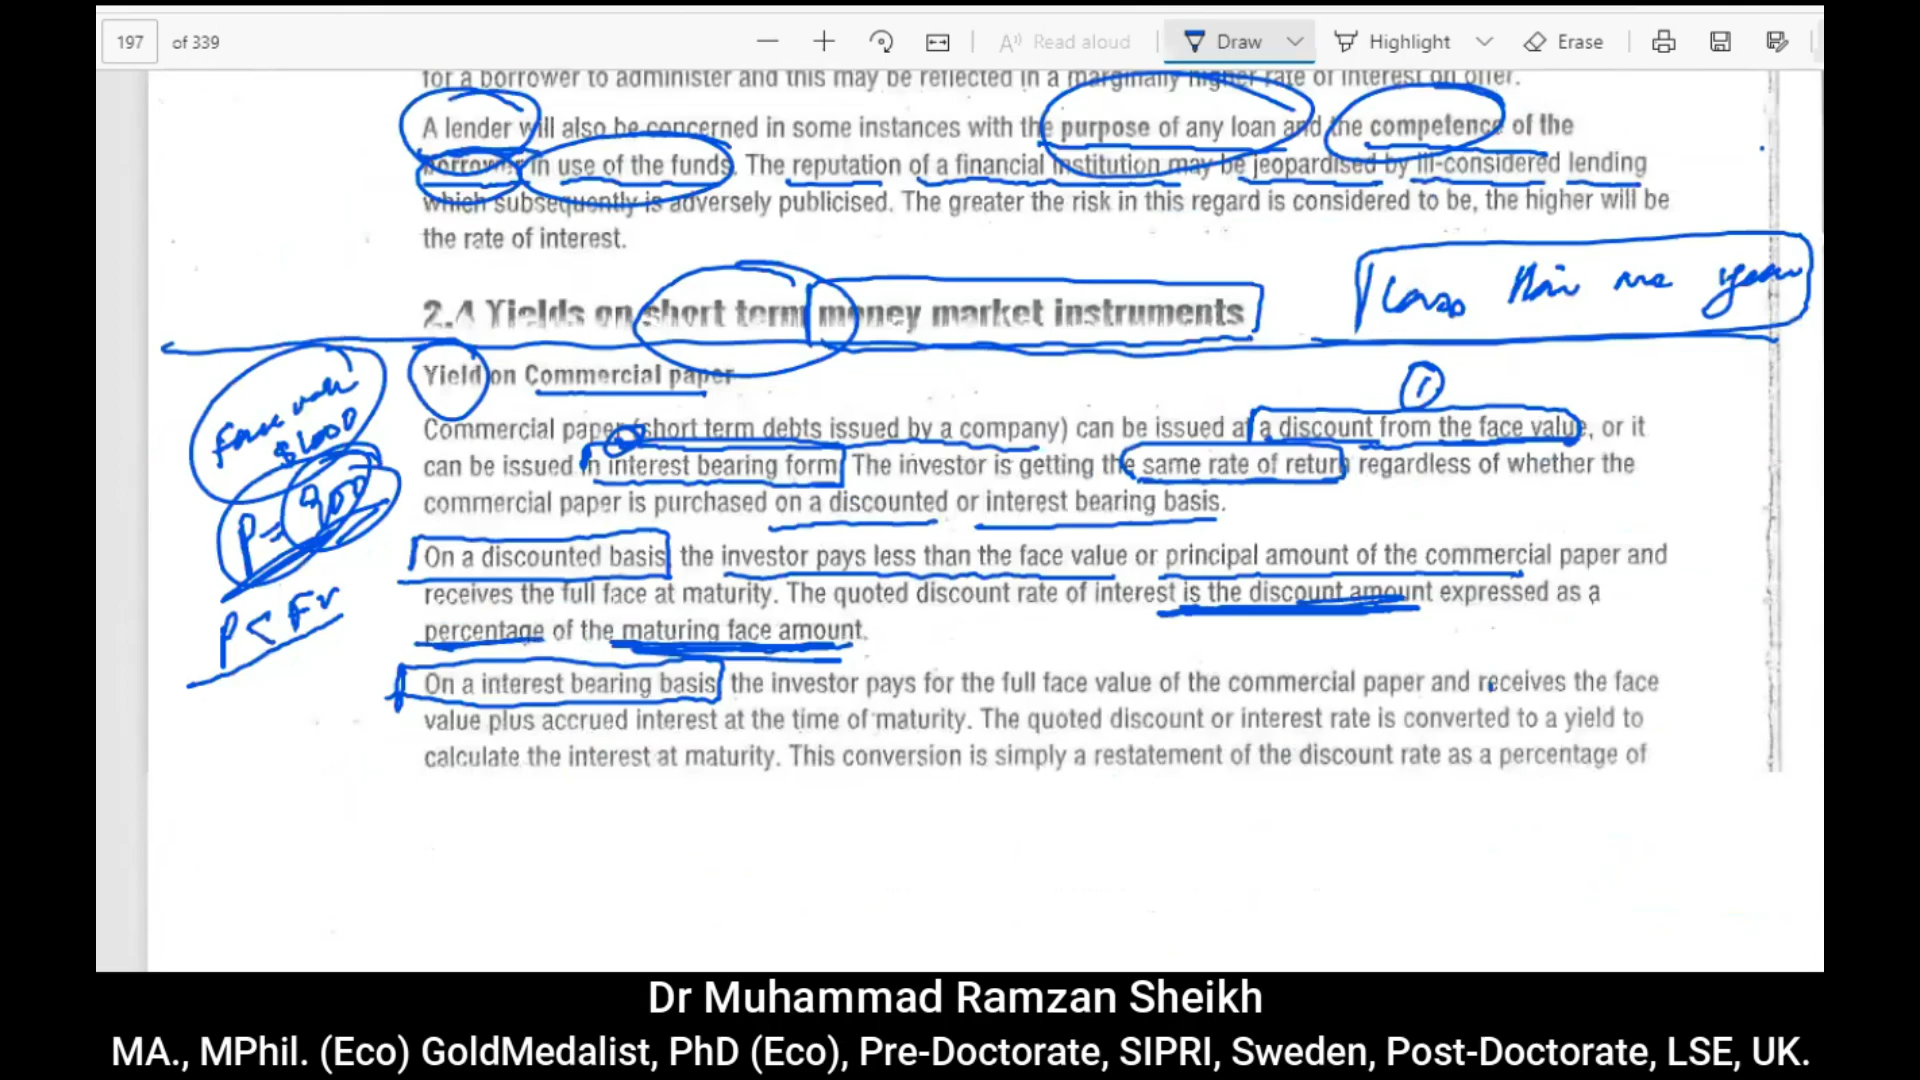 197 of 339 Read aloud Draw Highlight Erase
for a borrower to administer and this may be reflected in a marginally higher rate of interest on offer.
A lender will also be concerned in some instances with the purpose of any loan and the competence of the
borrower in use of the funds. The reputation of a financial institution may be jeopardised by ill-considered lending
which subsequently is adversely publicised. The greater the risk in this regard is considered to be, the higher will be
the rate of interest.
less than one year
2.4 Yields on short term money market instruments
Yield on Commercial paper
Face value
$1000
1
Commercial paper (short term debts issued by a company) can be issued at a discount from the face value, or it
can be issued in interest bearing form. The investor is getting the same rate of return regardless of whether the
commercial paper is purchased on a discounted or interest bearing basis.
P = 900
On a discounted basis, the investor pays less than the face value or principal amount of the commercial paper and
receives the full face at maturity. The quoted discount rate of interest is the discount amount expressed as a
percentage of the maturing face amount.
P < Fv
On a interest bearing basis, the investor pays for the full face value of the commercial paper and receives the face
value plus accrued interest at the time of maturity. The quoted discount or interest rate is converted to a yield to
calculate the interest at maturity. This conversion is simply a restatement of the discount rate as a percentage of
Dr Muhammad Ramzan Sheikh
MA., MPhil. (Eco) GoldMedalist, PhD (Eco), Pre-Doctorate, SIPRI, Sweden, Post-Doctorate, LSE, UK.